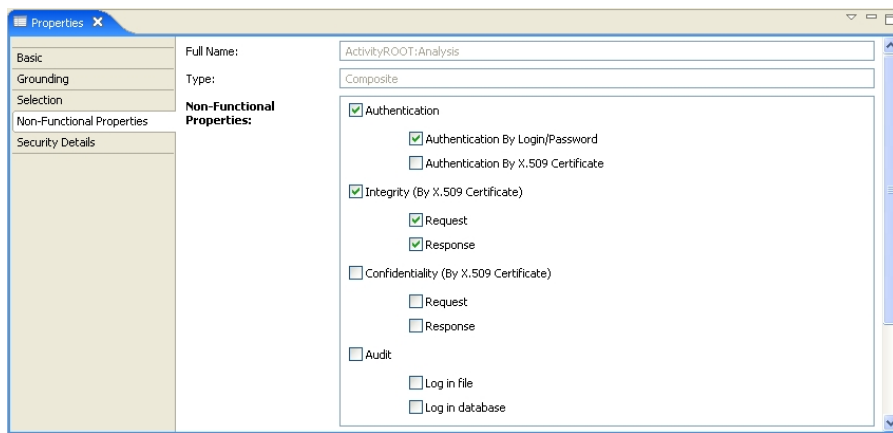 Properties
Basic
Grounding
Selection
Non-Functional Properties
Security Details
Full Name:
ActivityROOT:Analysis
Type:
Composite
Non-Functional
Properties:
Authentication
Authentication By Login/Password
Authentication By X.509 Certificate
Integrity (By X.509 Certificate)
Request
Response
Confidentiality (By X.509 Certificate)
Request
Response
Audit
Log in file
Log in database